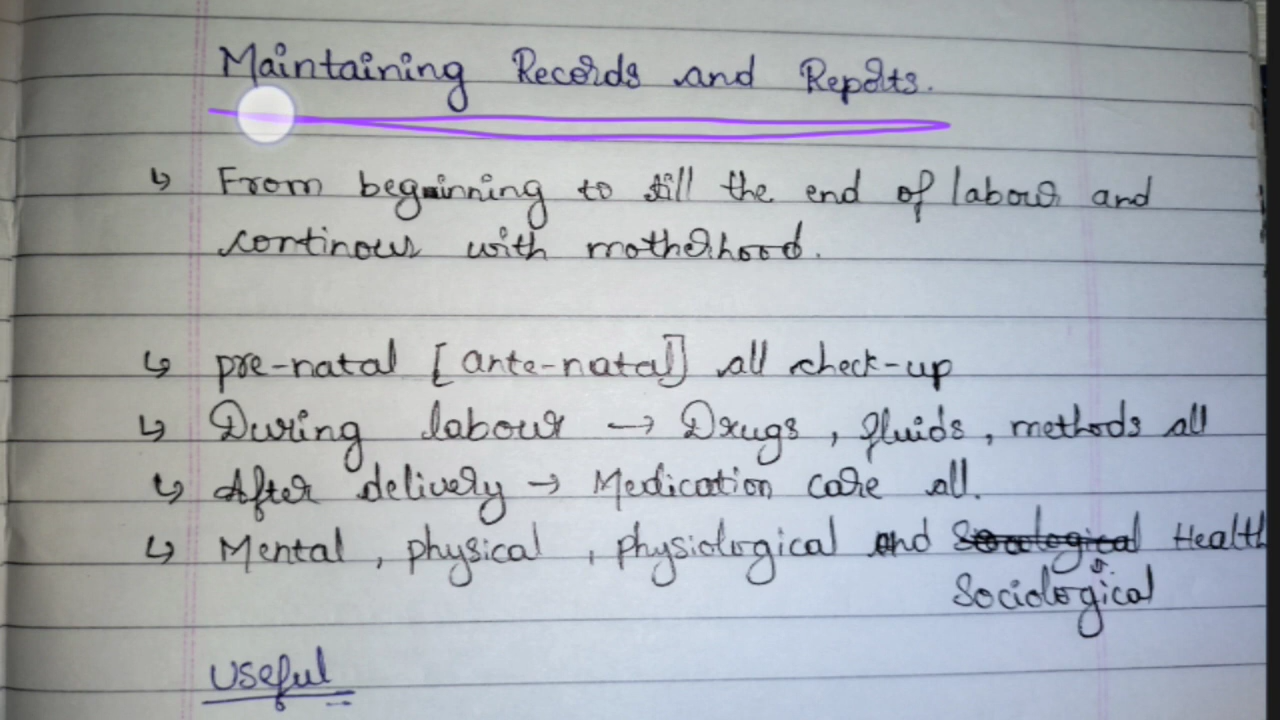 Maintaining Records and Reports.
↳ From beginning to till the end of labour and
continour with motherhood.
↳ pre-natal [ante-natal] all check-up
↳ During labour → Drugs, fluids, methods all
↳ After delivery → Medication care all.
↳ Mental, physical, physiological and Health
Sociological
Useful